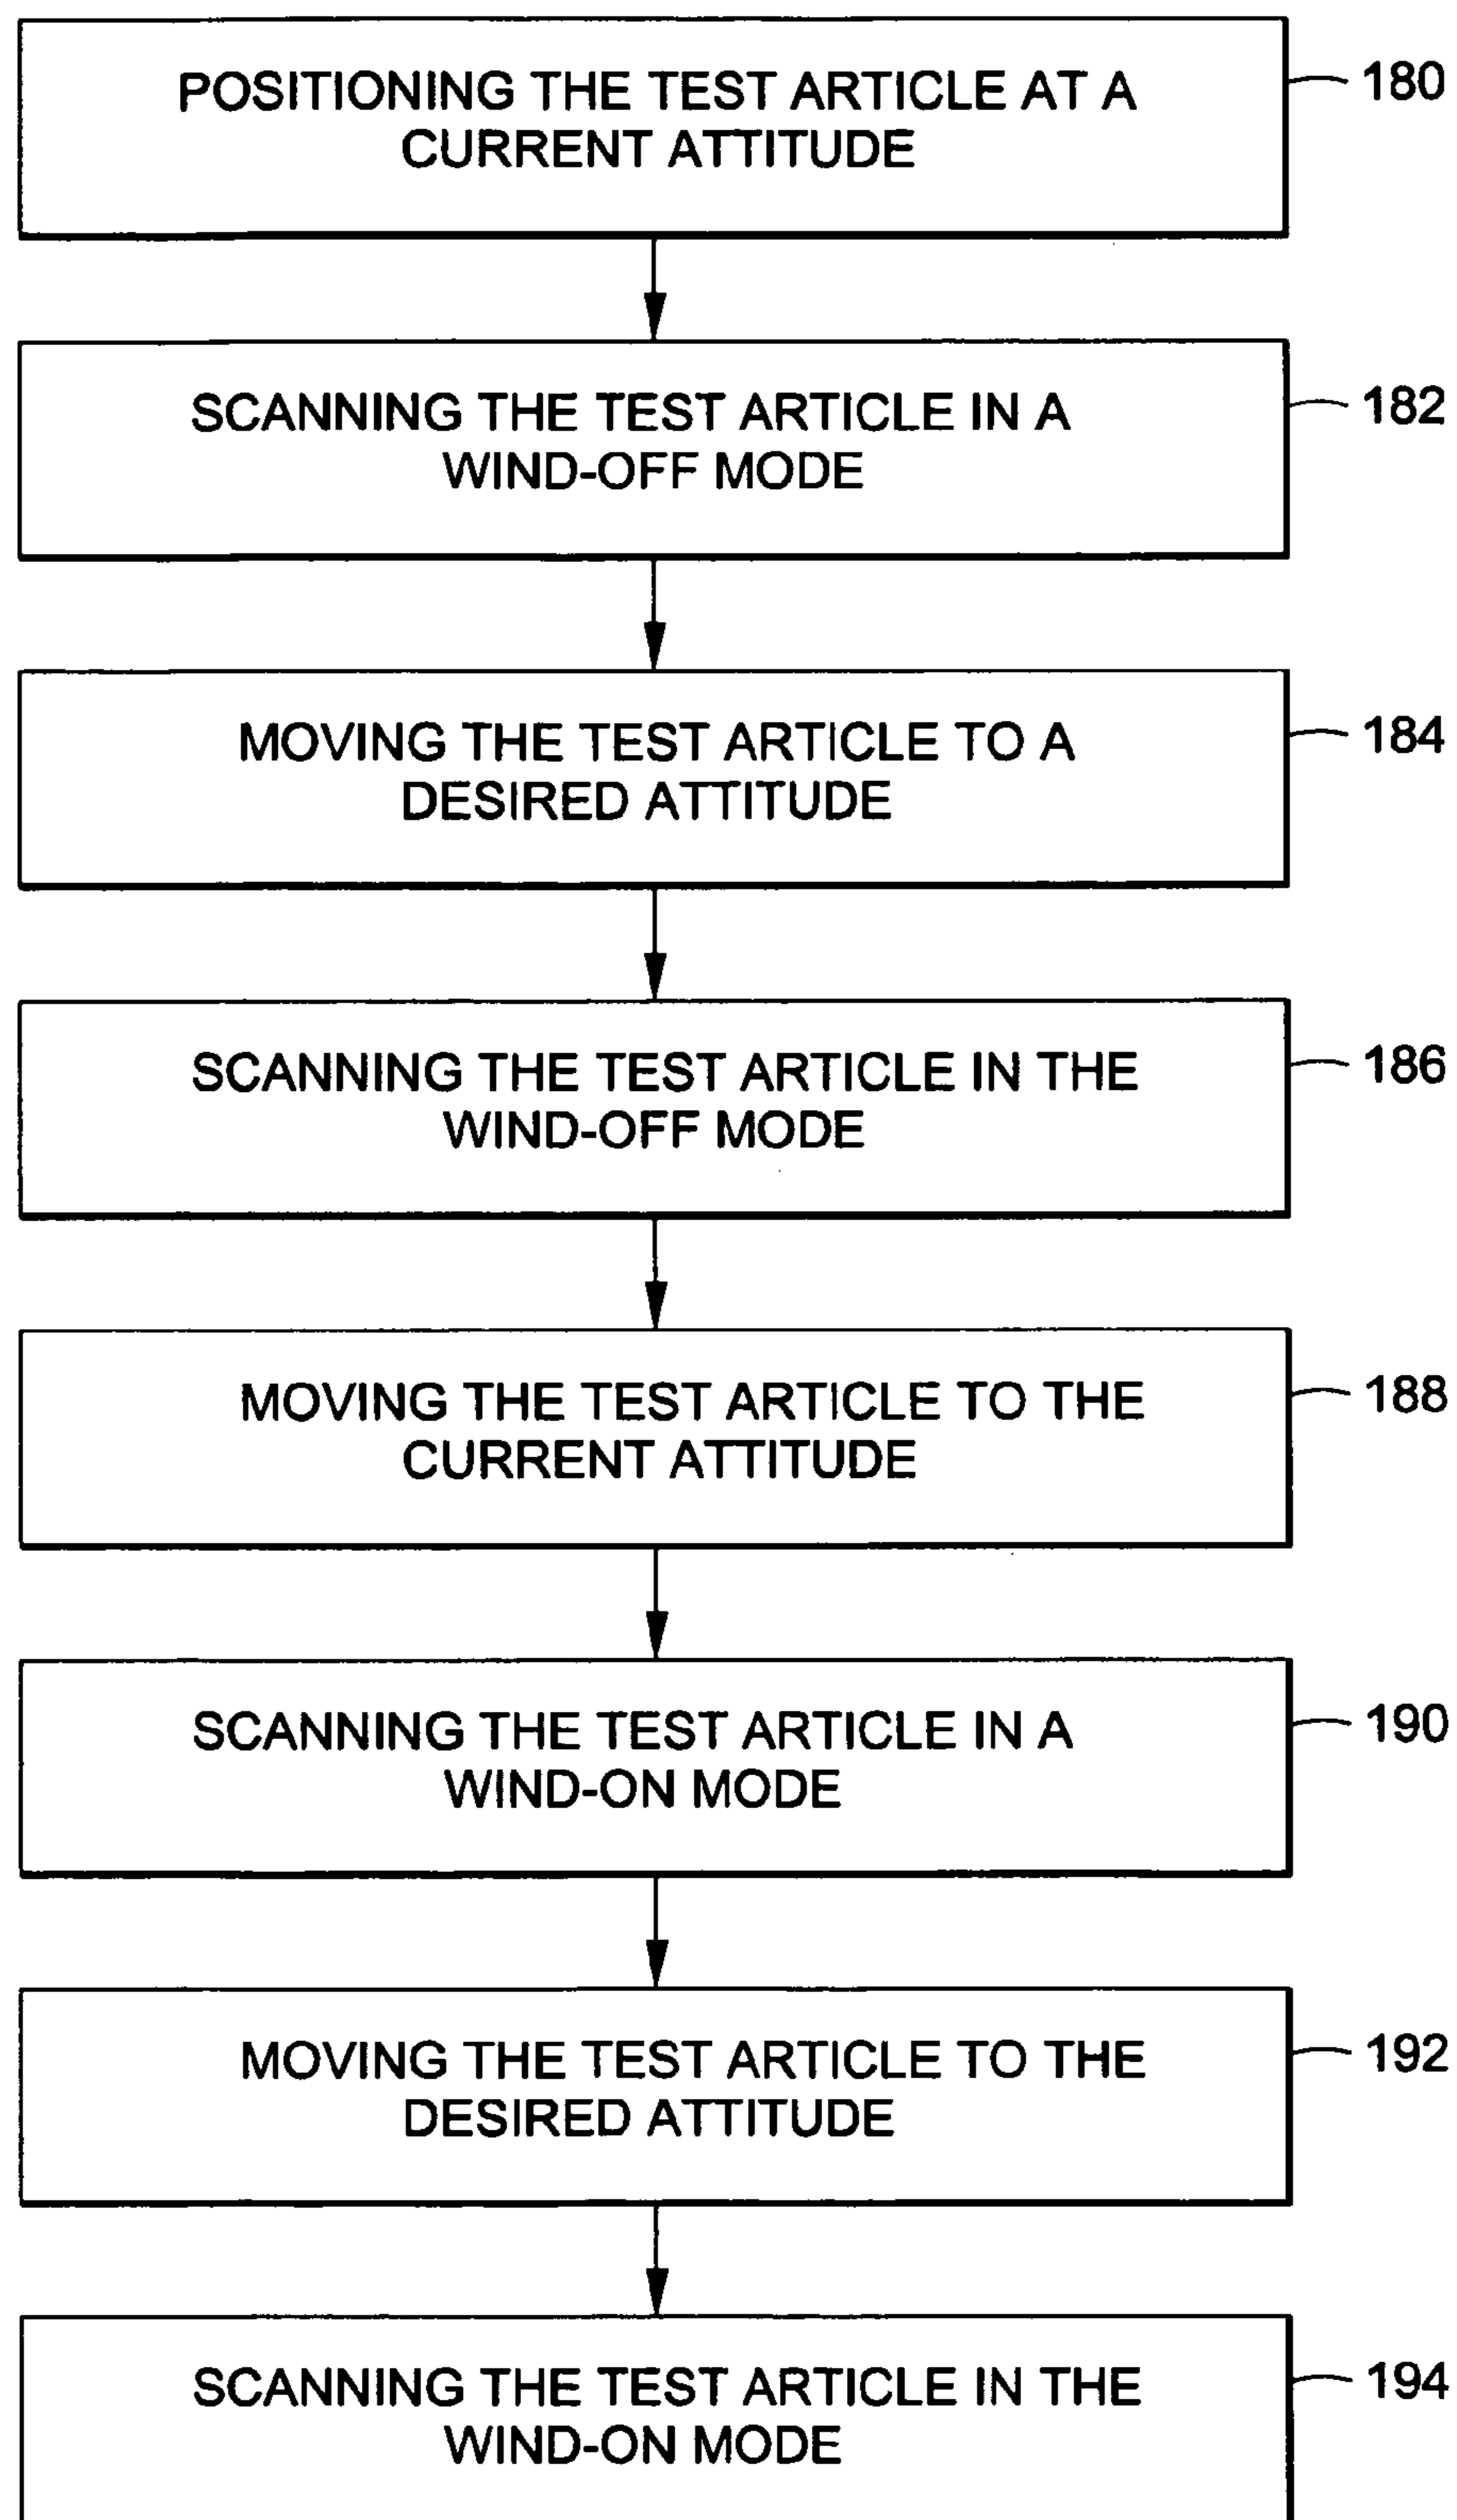 POSITIONING THE TEST ARTICLE AT A
CURRENT ATTITUDE
180
SCANNING THE TEST ARTICLE IN A
WIND-OFF MODE
182
MOVING THE TEST ARTICLE TO A
DESIRED ATTITUDE
184
SCANNING THE TEST ARTICLE IN THE
WIND-OFF MODE
186
MOVING THE TEST ARTICLE TO THE
CURRENT ATTITUDE
188
SCANNING THE TEST ARTICLE IN A
WIND-ON MODE
190
MOVING THE TEST ARTICLE TO THE
DESIRED ATTITUDE
192
SCANNING THE TEST ARTICLE IN THE
WIND-ON MODE
194